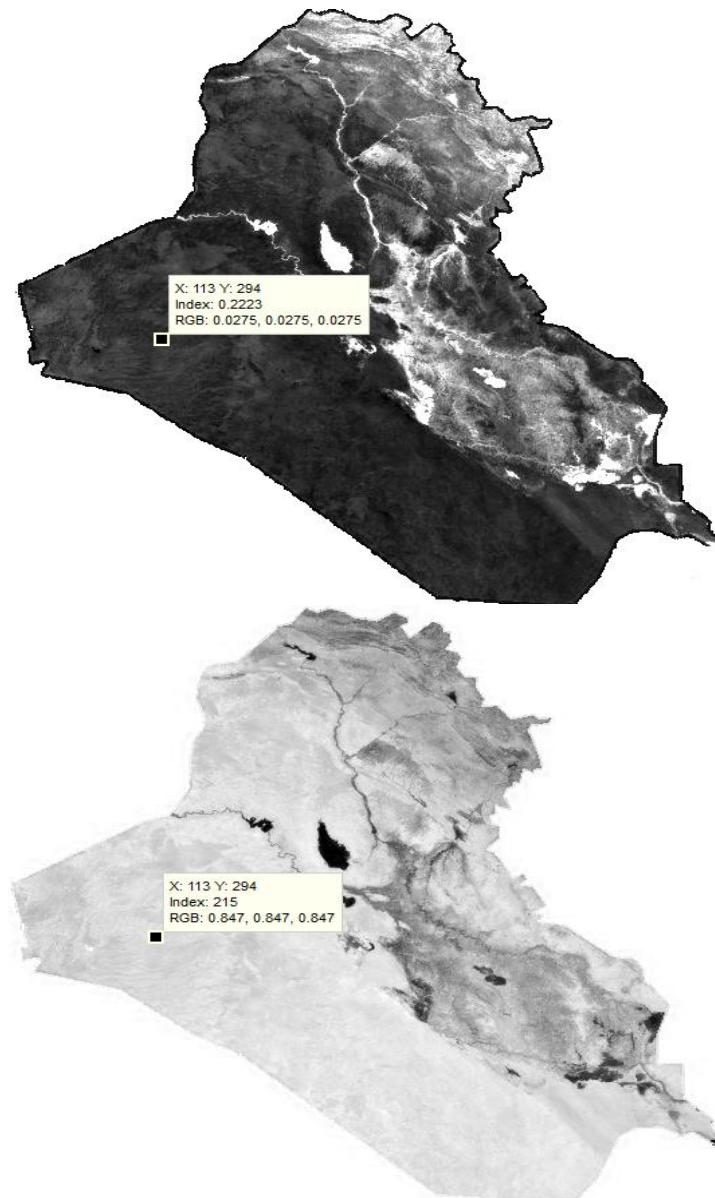 X: 113 Y: 294
Index: 0.2223
RGB: 0.0275, 0.0275, 0.0275
X: 113 Y: 294
Index: 215
RGB: 0.847, 0.847, 0.847